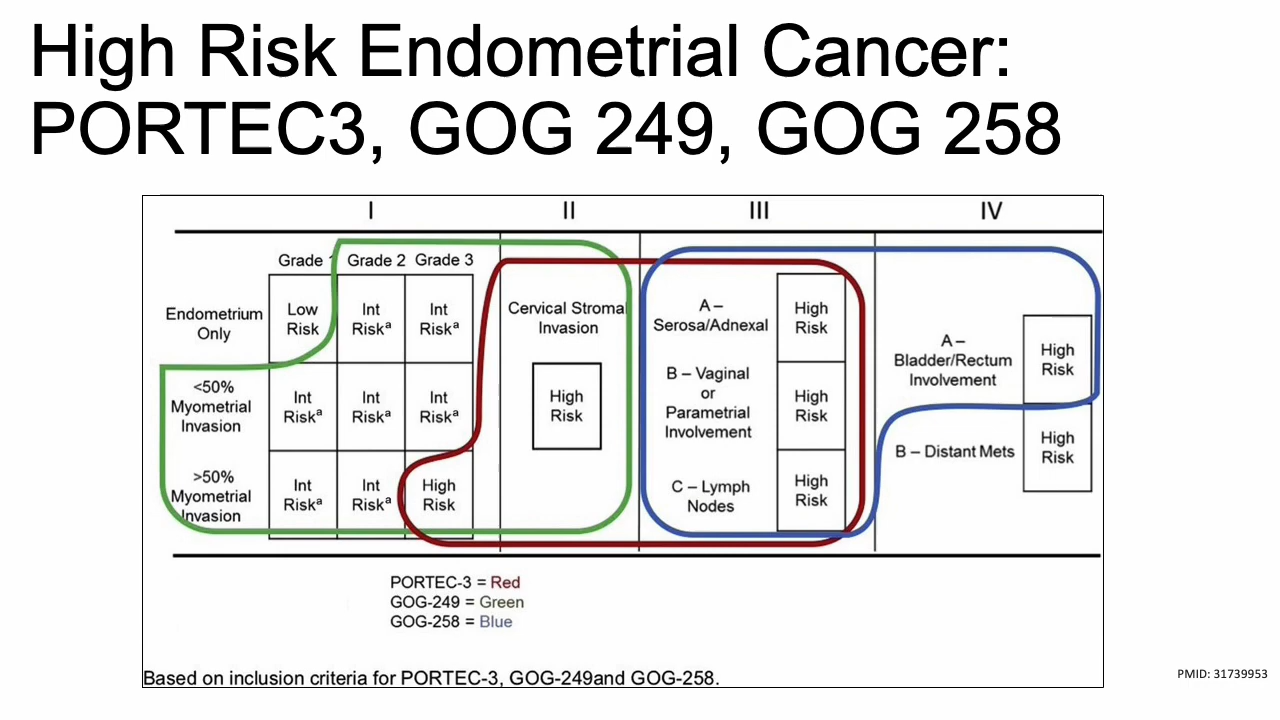 High Risk Endometrial Cancer:
PORTEC3, GOG 249, GOG 258
I II III IV
Grade 1 Grade 2 Grade 3
Endometrium
Only
Low
Risk
Int
Riskᵃ
Int
Riskᵃ
<50%
Myometrial
Invasion
Int
Riskᵃ
Int
Riskᵃ
Int
Riskᵃ
>50%
Myometrial
Invasion
Int
Riskᵃ
Int
Riskᵃ
High
Risk
Cervical Stromal
Invasion
High
Risk
A –
Serosa/Adnexal
High
Risk
B – Vaginal
or
Parametrial
Involvement
High
Risk
C – Lymph
Nodes
High
Risk
A –
Bladder/Rectum
Involvement
High
Risk
B – Distant Mets
High
Risk
PORTEC-3 = Red
GOG-249 = Green
GOG-258 = Blue
Based on inclusion criteria for PORTEC-3, GOG-249and GOG-258.
PMID: 31739953